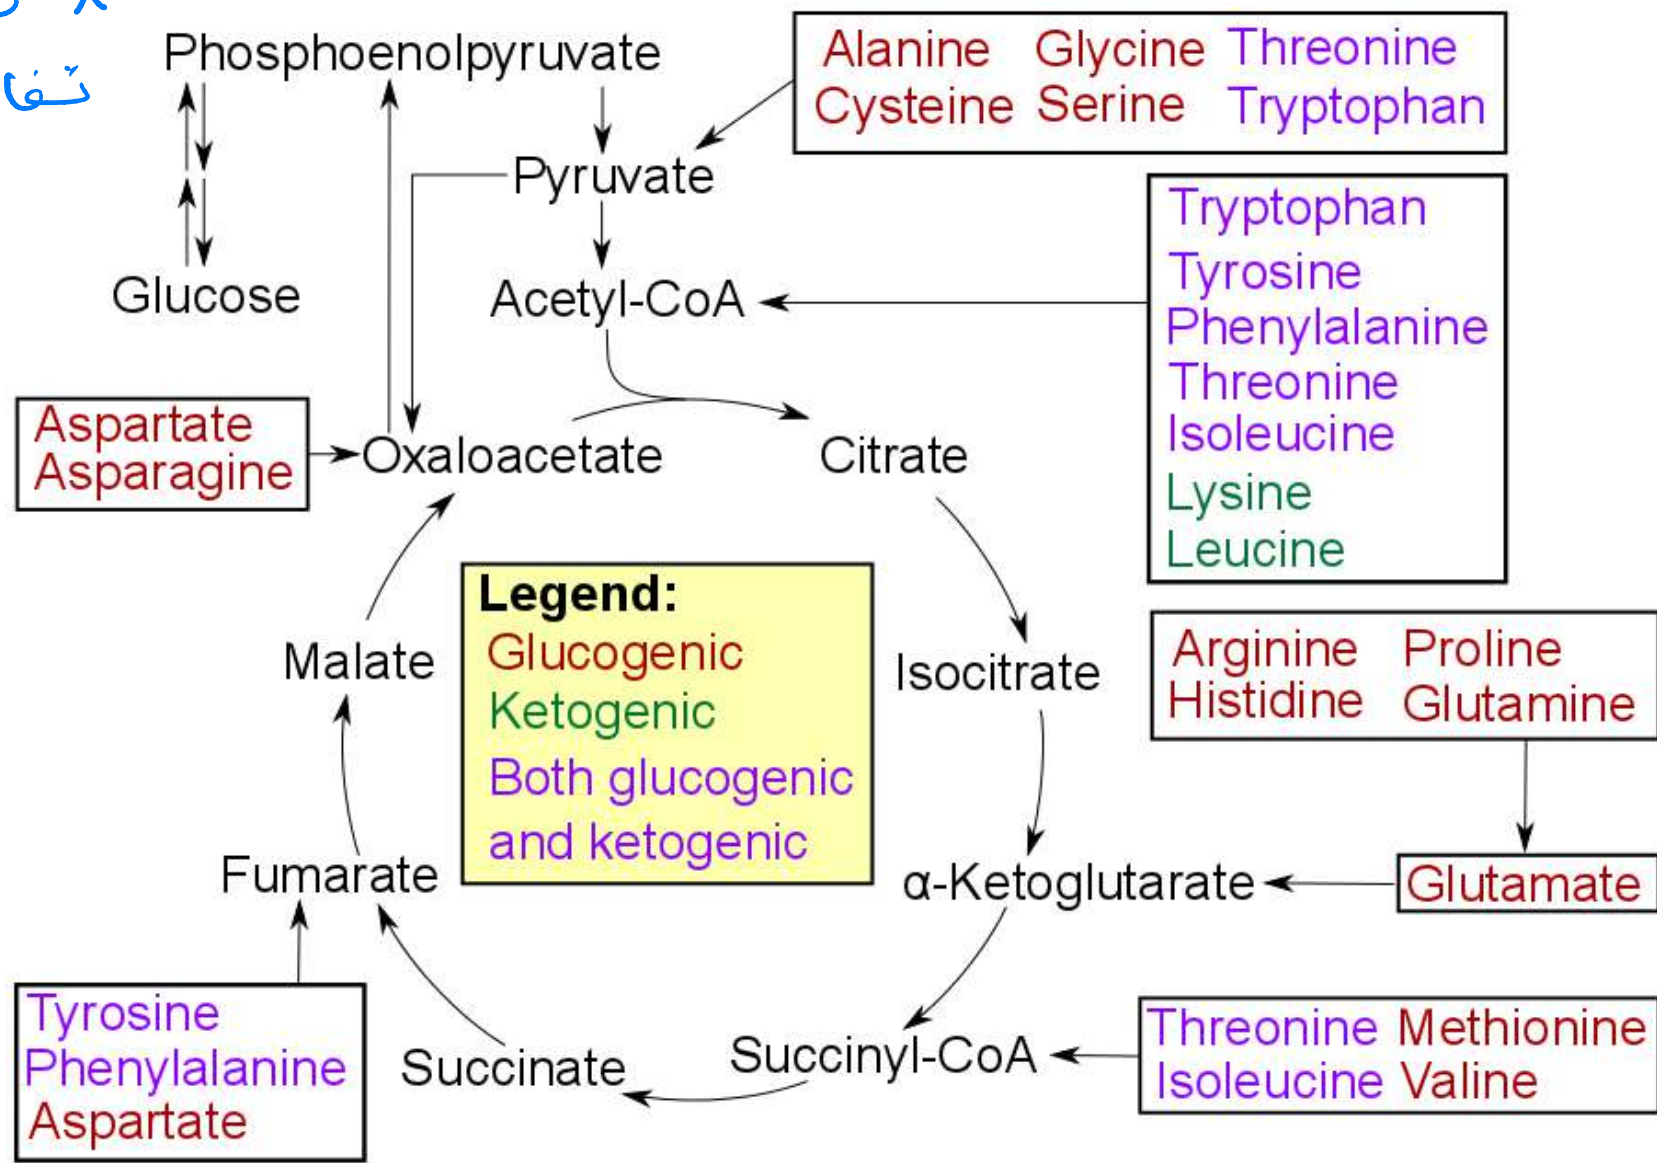 Phosphoenolpyruvate
Alanine Glycine Threonine
Cysteine Serine Tryptophan
Pyruvate
Tryptophan
Tyrosine
Phenylalanine
Threonine
Isoleucine
Lysine
Leucine
Glucose
Acetyl-CoA
Aspartate
Asparagine
Oxaloacetate
Citrate
Legend:
Glucogenic
Ketogenic
Both glucogenic
and ketogenic
Malate
Isocitrate
Arginine Proline
Histidine Glutamine
Fumarate
α-Ketoglutarate
Glutamate
Tyrosine
Phenylalanine
Aspartate
Succinate
Succinyl-CoA
Threonine Methionine
Isoleucine Valine